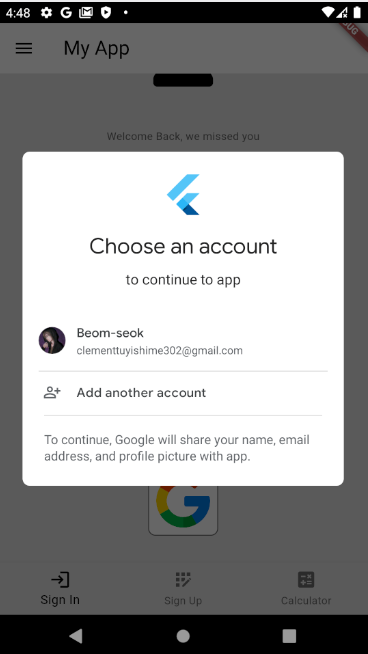 4:48
My App
Welcome Back, we missed you
Choose an account
to continue to app
Beom-seok
clementtuyishime302@gmail.com
Add another account
To continue, Google will share your name, email
address, and profile picture with app.
Sign In
Sign Up
Calculator